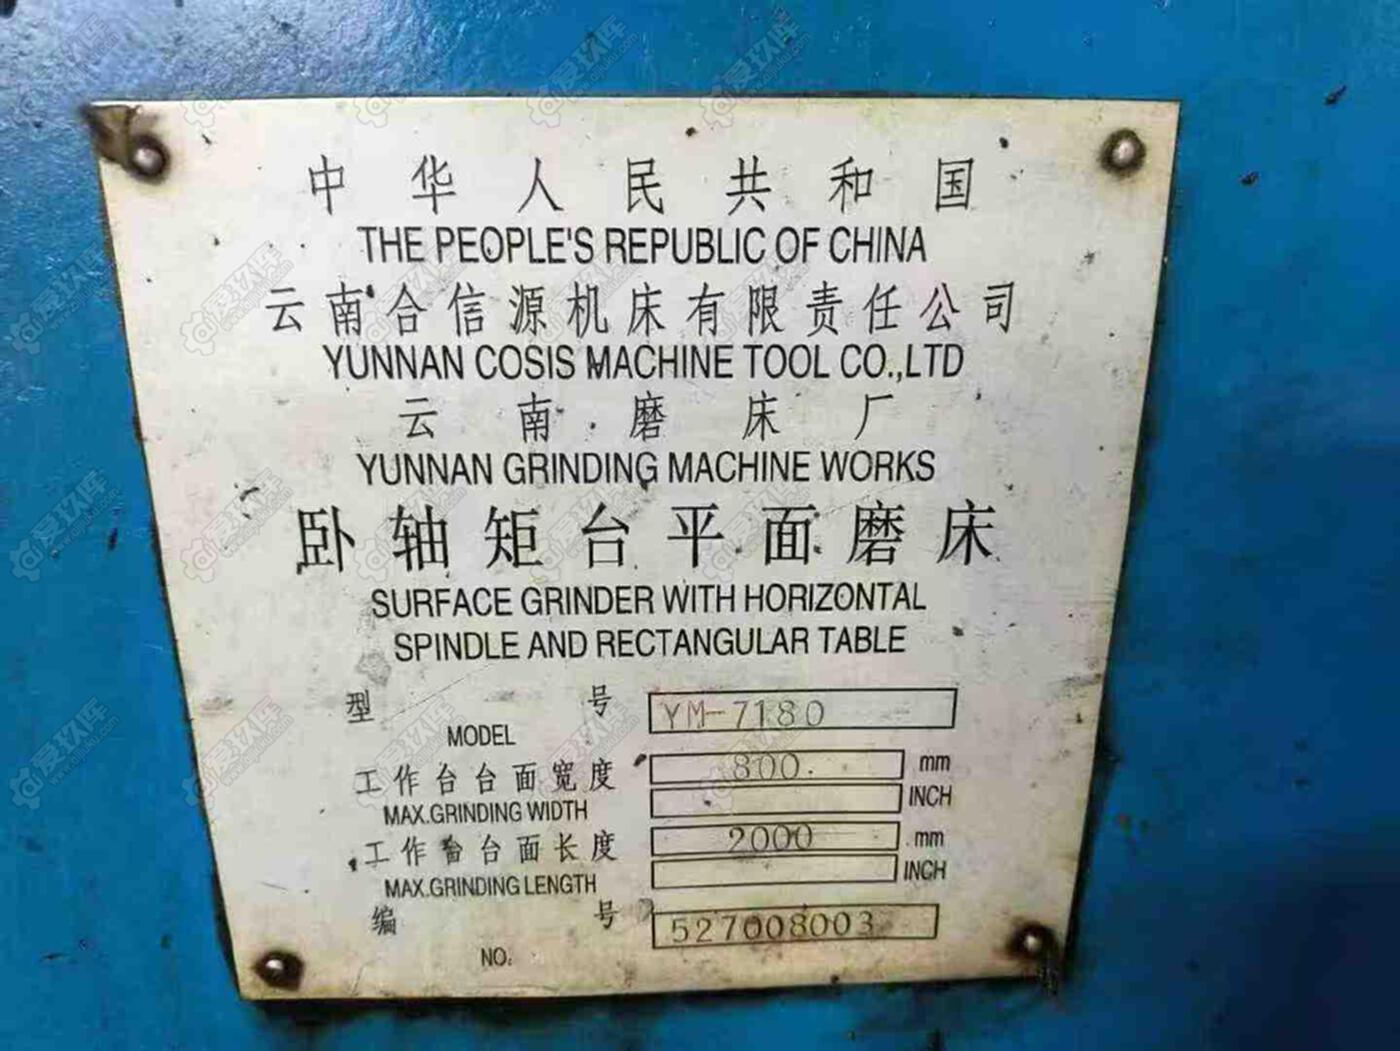 中华人民共和国
THE PEOPLE'S REPUBLIC OF CHINA
云南合信源机床有限责任公司
YUNNAN COSIS MACHINE TOOL CO.,LTD
云南磨床厂
YUNNAN GRINDING MACHINE WORKS
卧轴矩台平面磨床
SURFACE GRINDER WITH HORIZONTAL
SPINDLE AND RECTANGULAR TABLE
型号 YM-7180
MODEL
工作台台面宽度 800 mm
MAX.GRINDING WIDTH INCH
工作台台面长度 2000 mm
MAX.GRINDING LENGTH INCH
编号 527008003
NO: